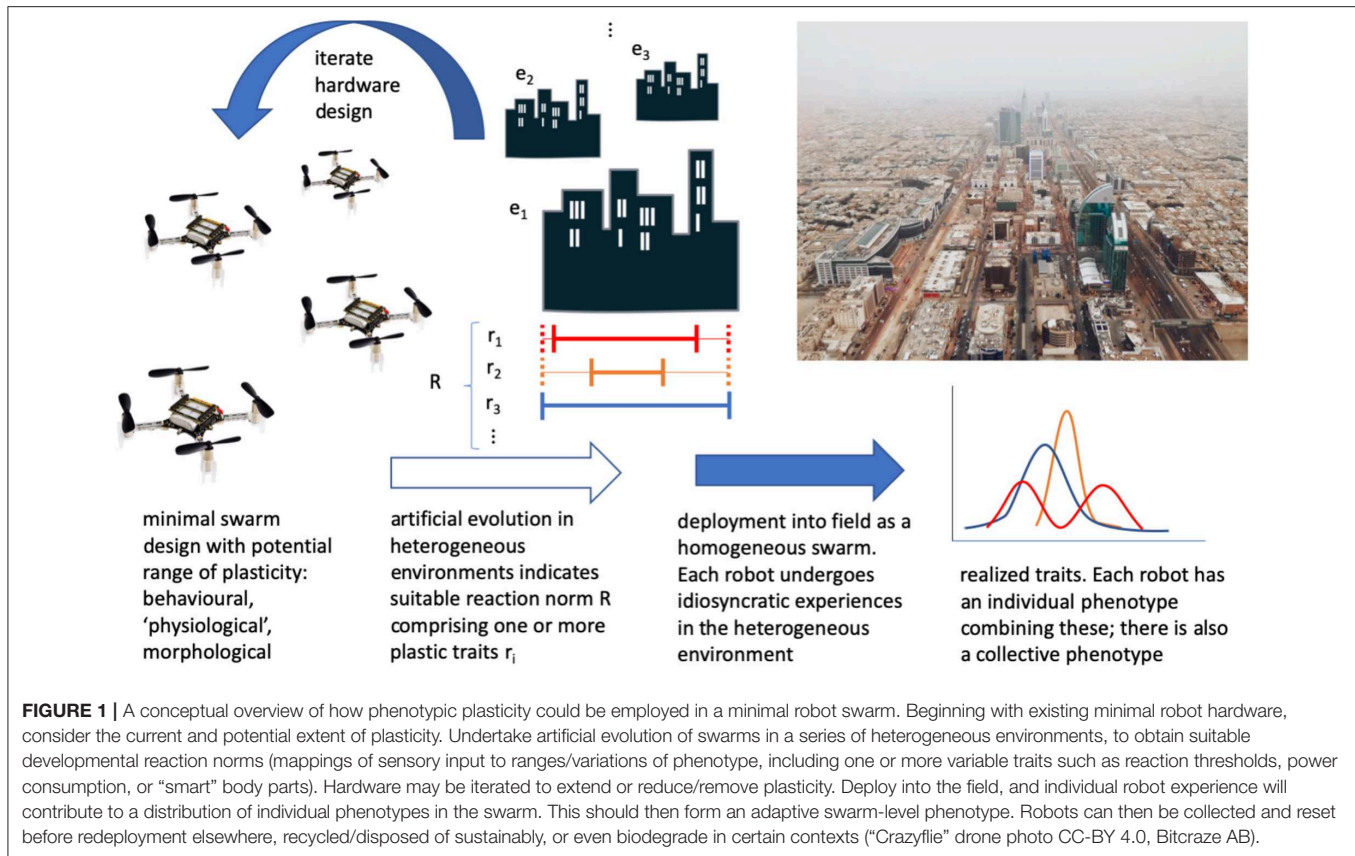 iterate
hardware
design
⋮
e₃
e₂
e₁
R
r₁
r₂
r₃
⋮
minimal swarm
design with potential
range of plasticity:
behavioural,
‘physiological’,
morphological
artificial evolution in
heterogeneous
environments indicates
suitable reaction norm R
comprising one or more
plastic traits rᵢ
deployment into field as a
homogeneous swarm.
Each robot undergoes
idiosyncratic experiences
in the heterogeneous
environment
realized traits. Each robot has
an individual phenotype
combining these; there is also
a collective phenotype
FIGURE 1 | A conceptual overview of how phenotypic plasticity could be employed in a minimal robot swarm. Beginning with existing minimal robot hardware,
consider the current and potential extent of plasticity. Undertake artificial evolution of swarms in a series of heterogeneous environments, to obtain suitable
developmental reaction norms (mappings of sensory input to ranges/variations of phenotype, including one or more variable traits such as reaction thresholds, power
consumption, or “smart” body parts). Hardware may be iterated to extend or reduce/remove plasticity. Deploy into the field, and individual robot experience will
contribute to a distribution of individual phenotypes in the swarm. This should then form an adaptive swarm-level phenotype. Robots can then be collected and reset
before redeployment elsewhere, recycled/disposed of sustainably, or even biodegrade in certain contexts (“Crazyflie” drone photo CC-BY 4.0, Bitcraze AB).